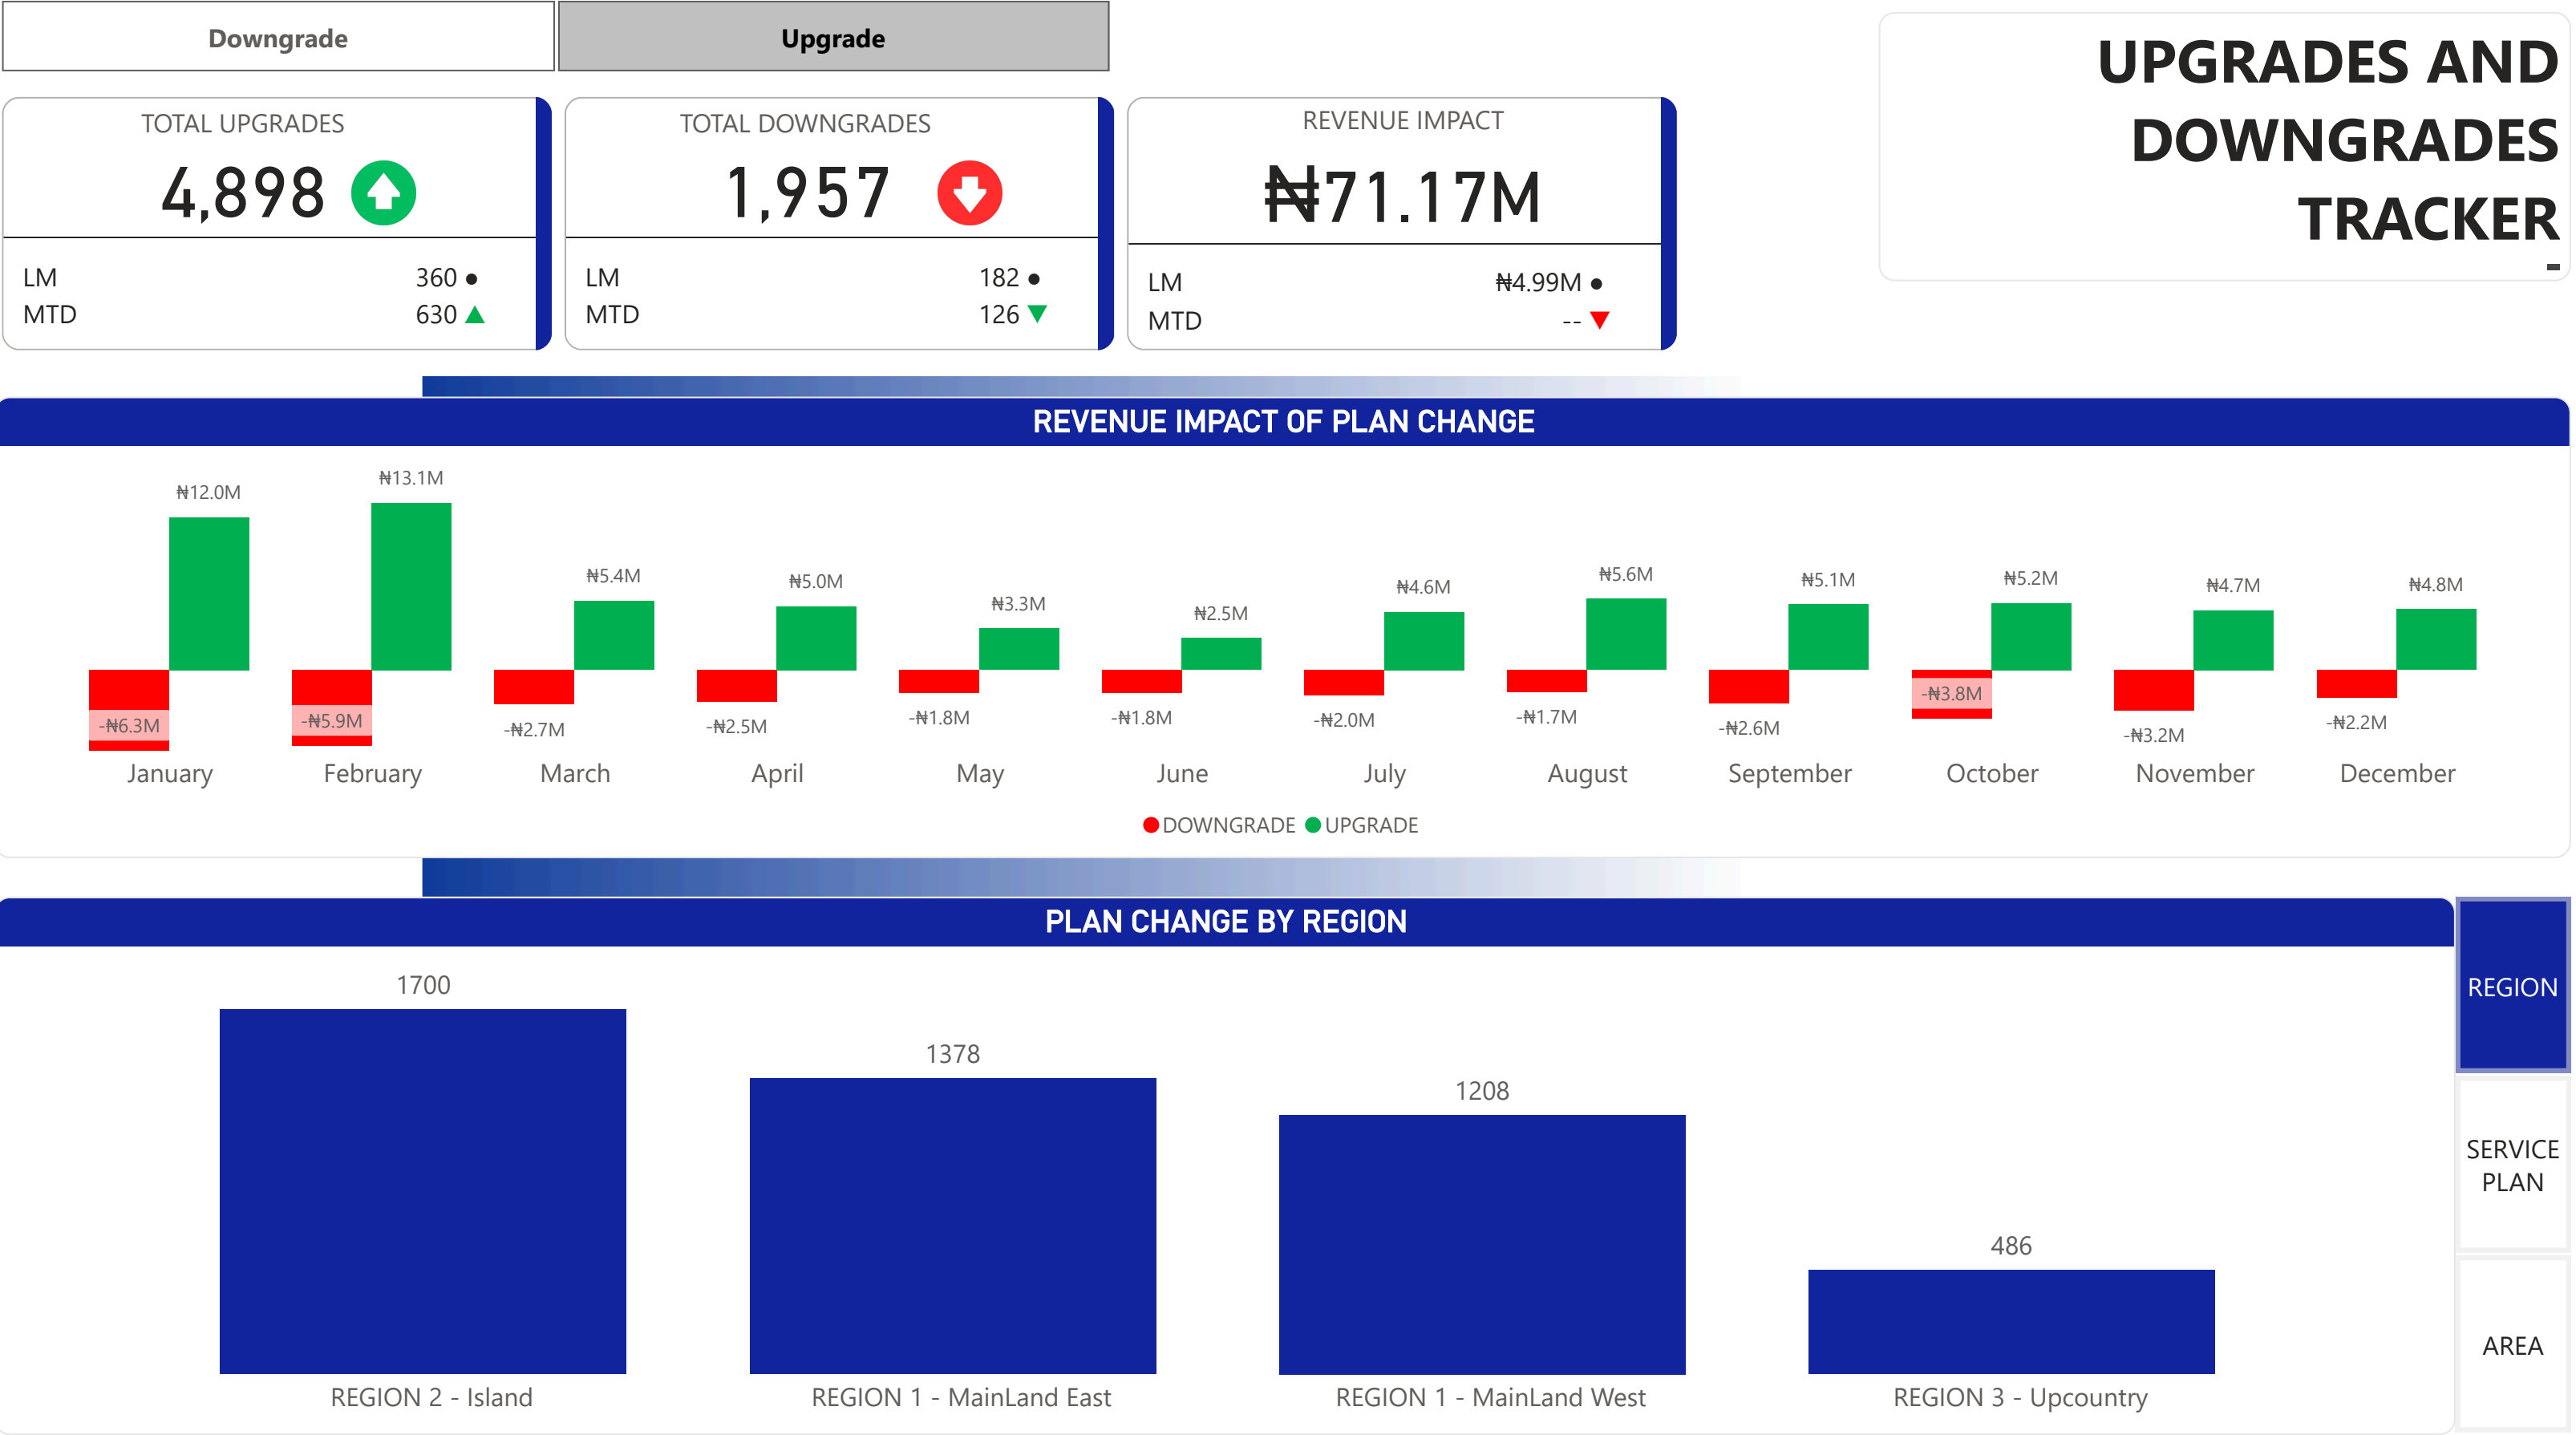 Downgrade
Upgrade
UPGRADES AND
DOWNGRADES
TRACKER
-
TOTAL UPGRADES
4,898
LM 360
MTD 630
TOTAL DOWNGRADES
1,957
LM 182
MTD 126
REVENUE IMPACT
₦71.17M
LM ₦4.99M
MTD --
REVENUE IMPACT OF PLAN CHANGE
₦12.0M ₦13.1M ₦5.4M ₦5.0M ₦3.3M ₦2.5M ₦4.6M ₦5.6M ₦5.1M ₦5.2M ₦4.7M ₦4.8M
-₦6.3M -₦5.9M -₦2.7M -₦2.5M -₦1.8M -₦1.8M -₦2.0M -₦1.7M -₦2.6M -₦3.8M -₦3.2M -₦2.2M
January February March April May June July August September October November December
DOWNGRADE UPGRADE
PLAN CHANGE BY REGION
1700 1378 1208 486
REGION 2 - Island REGION 1 - MainLand East REGION 1 - MainLand West REGION 3 - Upcountry
REGION
SERVICE
PLAN
AREA